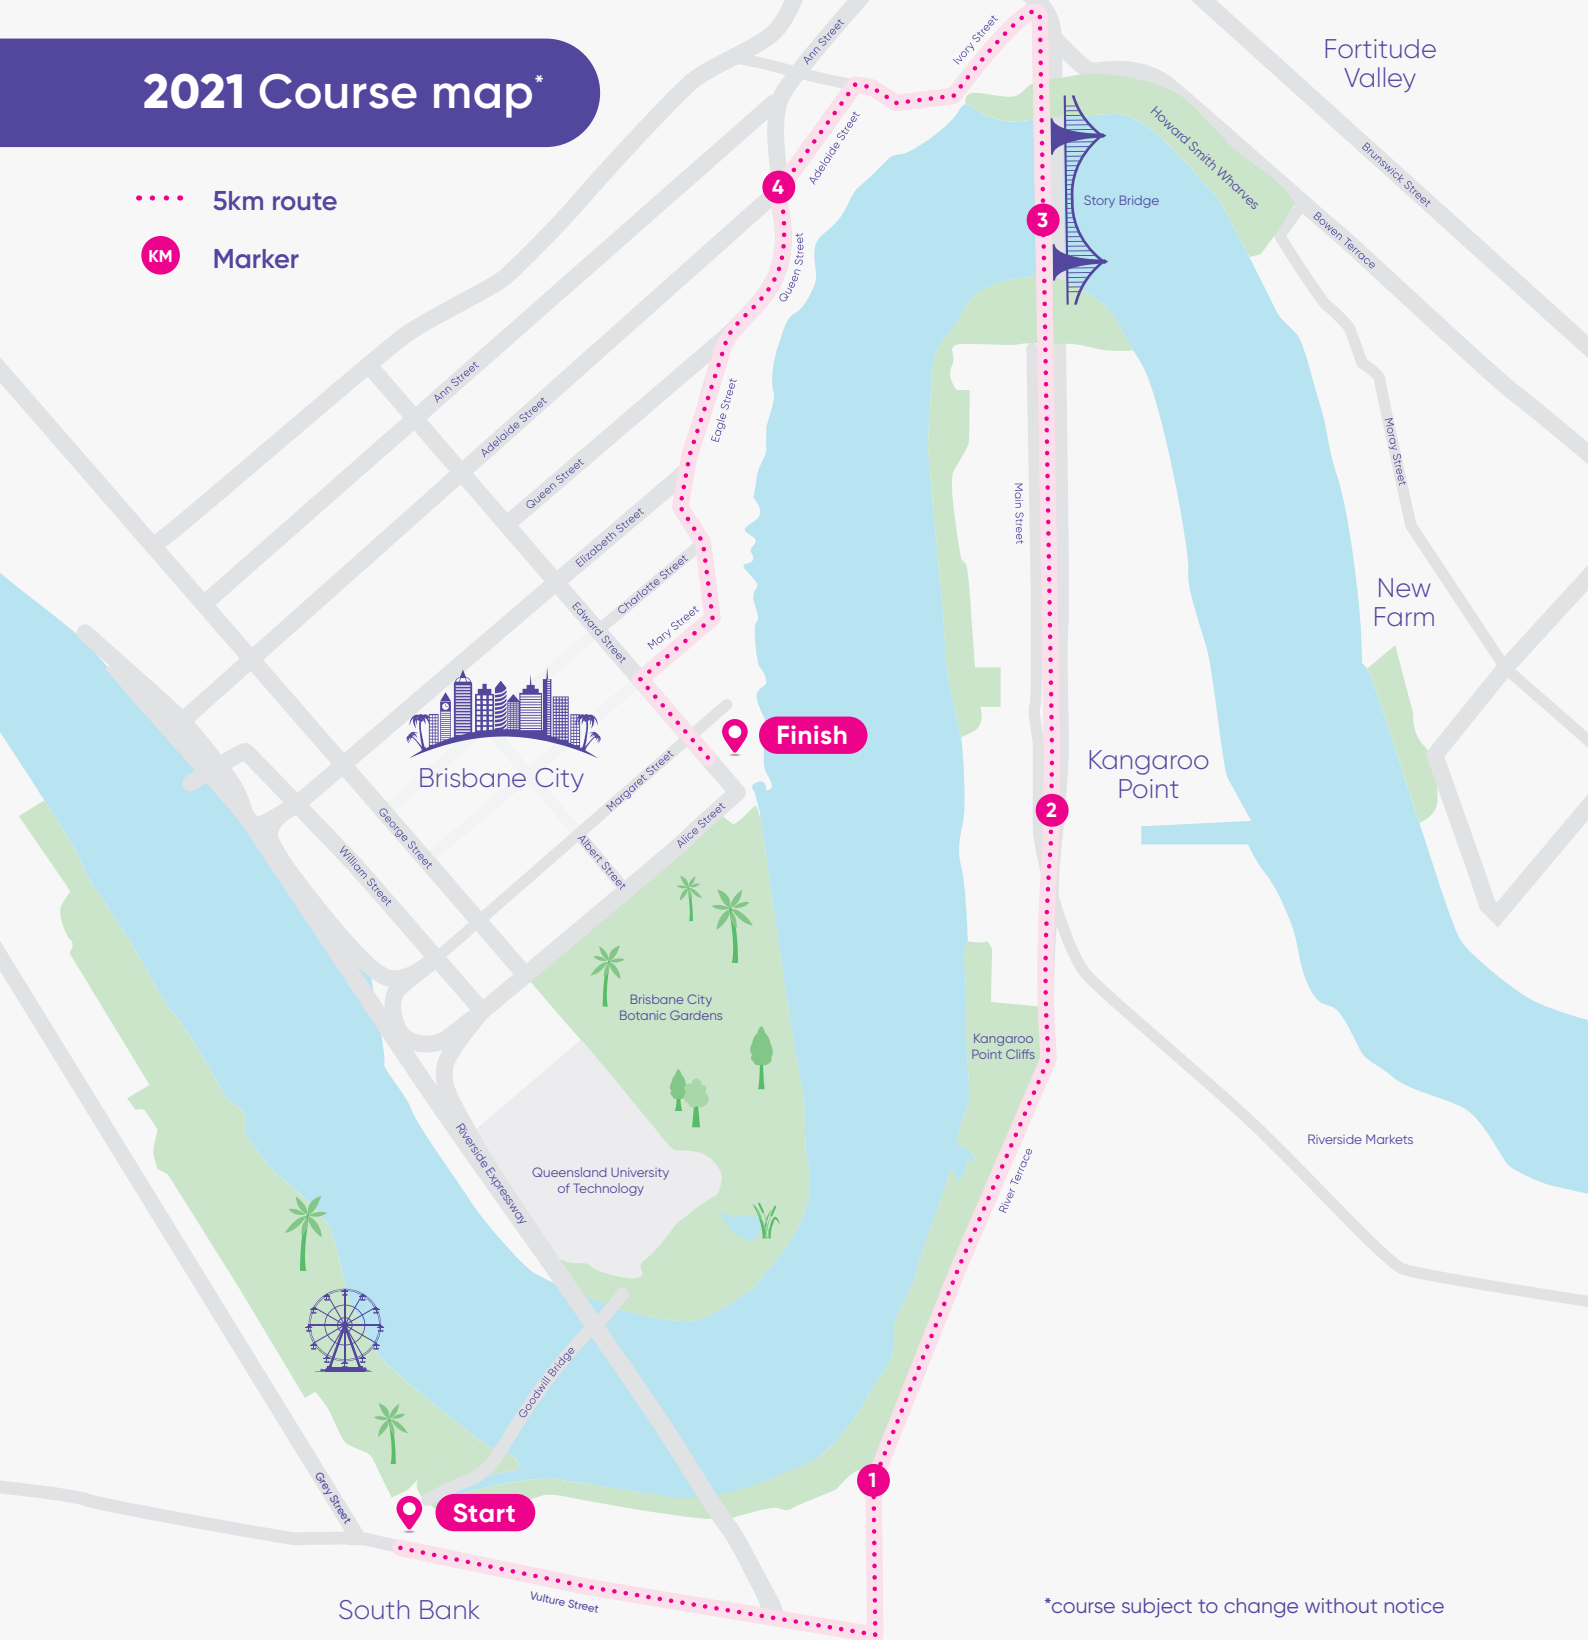 2021 Course map*
5km route
KM
Marker
Ann Street
Ivory Street
Fortitude
Valley
Adelaide Street
Howard Smith Wharves
Brunswick Street
4
Story Bridge
3
Bowen Terrace
Queen Street
Ann Street
Adelaide Street
Eagle Street
Queen Street
Main Street
Moray Street
Elizabeth Street
Charlotte Street
Mary Street
Edward Street
New
Farm
Finish
Brisbane City
Margaret Street
Kangaroo
Point
2
Alice Street
George Street
William Street
Albert Street
Brisbane City
Botanic Gardens
Kangaroo
Point Cliffs
Riverside Markets
Riverside Expressway
Queensland University
of Technology
River Terrace
Goodwill Bridge
1
Grey Street
Start
Vulture Street
South Bank
*course subject to change without notice